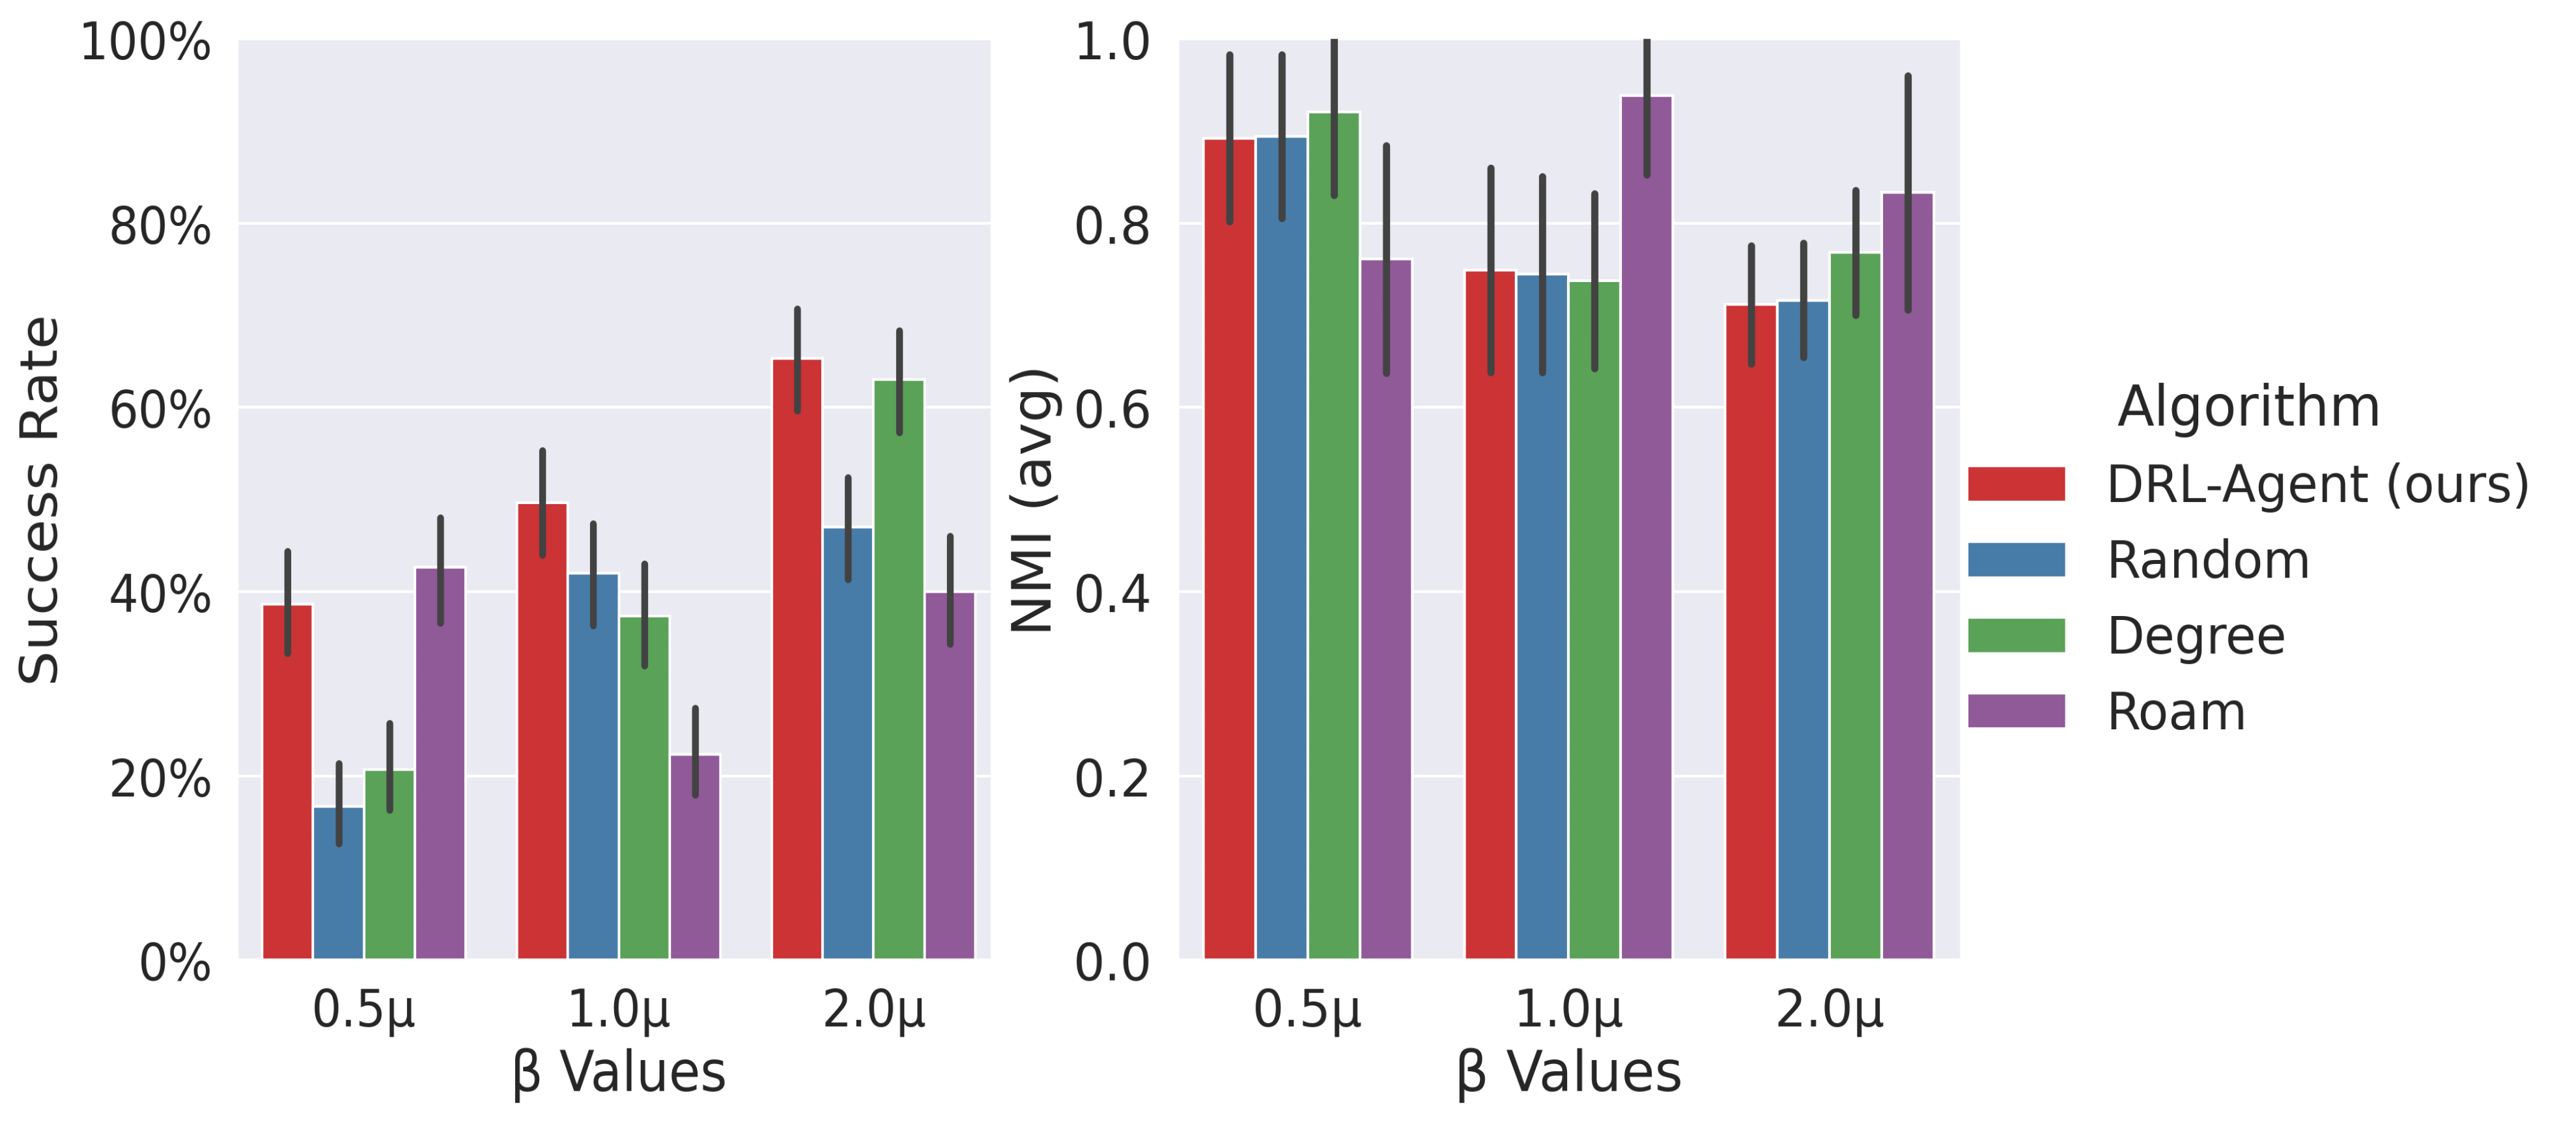 Success Rate
100%
80%
60%
40%
20%
0%
0.5µ 1.0µ 2.0µ
β Values
NMI (avg)
1.0
0.8
0.6
0.4
0.2
0.0
0.5µ 1.0µ 2.0µ
β Values
Algorithm
DRL-Agent (ours)
Random
Degree
Roam